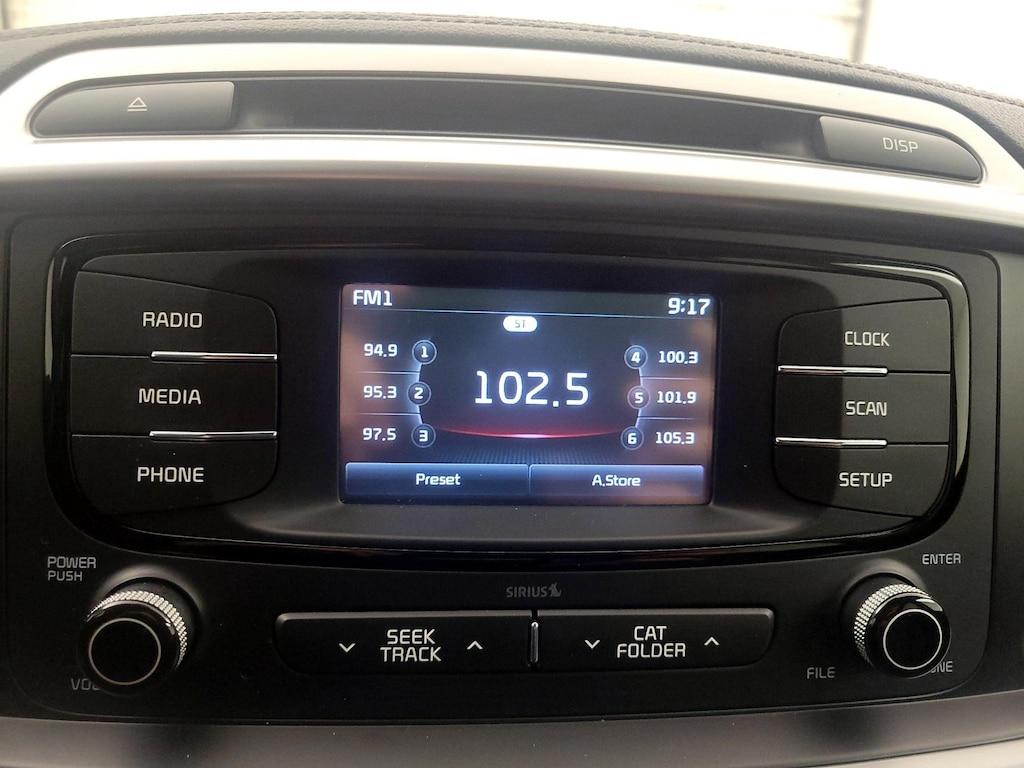 DISP
RADIO
MEDIA
PHONE
FM1
9:17
ST
94.9 1
95.3 2
97.5 3
102.5
4 100.3
5 101.9
6 105.3
Preset
A.Store
CLOCK
SCAN
SETUP
POWER
PUSH
VOL
SIRIUS
SEEK
TRACK
CAT
FOLDER
ENTER
FILE